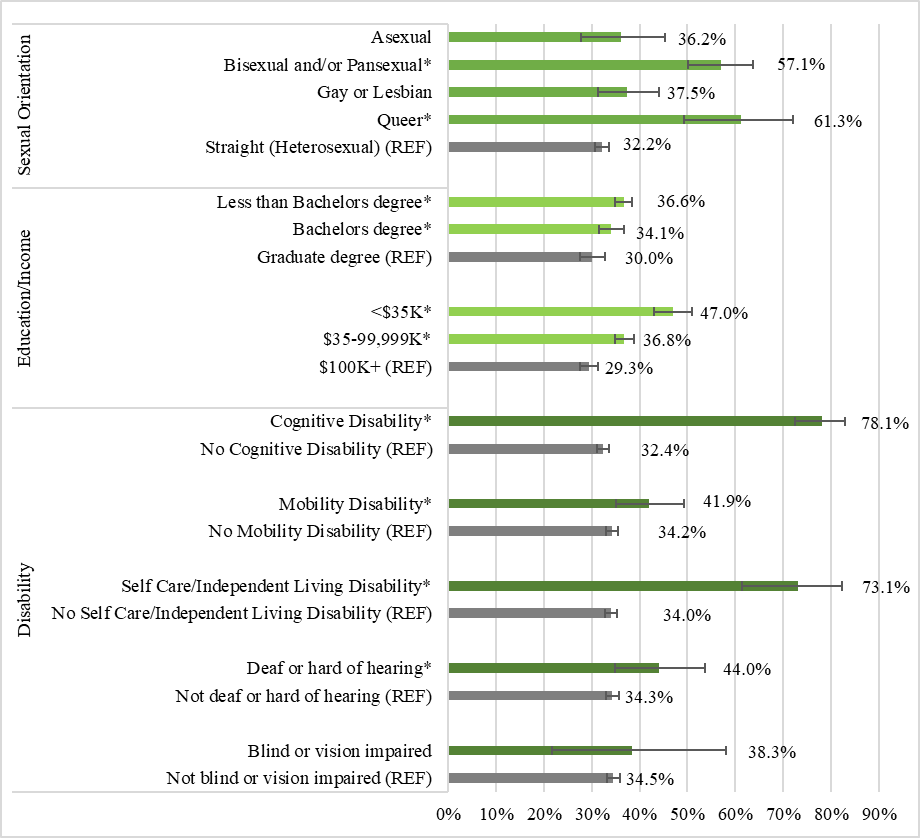 Sexual Orientation
Asexual 36.2%
Bisexual and/or Pansexual* 57.1%
Gay or Lesbian 37.5%
Queer* 61.3%
Straight (Heterosexual) (REF) 32.2%
Education/Income
Less than Bachelors degree* 36.6%
Bachelors degree* 34.1%
Graduate degree (REF) 30.0%
<$35K* 47.0%
$35-99,999K* 36.8%
$100K+ (REF) 29.3%
Disability
Cognitive Disability* 78.1%
No Cognitive Disability (REF) 32.4%
Mobility Disability* 41.9%
No Mobility Disability (REF) 34.2%
Self Care/Independent Living Disability* 73.1%
No Self Care/Independent Living Disability (REF) 34.0%
Deaf or hard of hearing* 44.0%
Not deaf or hard of hearing (REF) 34.3%
Blind or vision impaired 38.3%
Not blind or vision impaired (REF) 34.5%
0% 10% 20% 30% 40% 50% 60% 70% 80% 90%